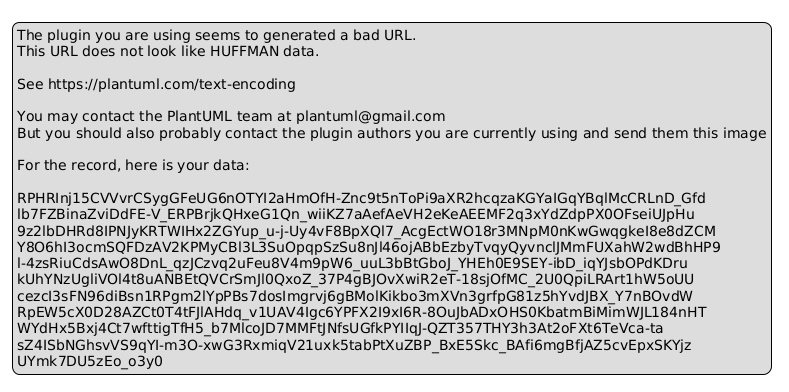 The plugin you are using seems to generated a bad URL.
This URL does not look like HUFFMAN data.
See https://plantuml.com/text-encoding
You may contact the PlantUML team at plantuml@gmail.com
But you should also probably contact the plugin authors you are currently using and send them this image
For the record, here is your data:
RPHRInj15CVVvrCSygGFeUG6nOTYI2aHmOfH-Znc9t5nToPi9aXR2hcqzaKGYaIGqYBqlMcCRLnD_Gfd
lb7FZBinaZviDdFE-V_ERPBrjkQHxeG1Qn_wiiKZ7aAefAeVH2eKeAEEMF2q3xYdZdpPX0OFseiUJpHu
9z2lbDHRd8IPNJyKRTWIHx2ZGYup_u-j-Uy4vF8BpXQl7_AcgEctWO18r3MNpM0nKwGwqgkeI8e8dZCM
Y8O6hl3ocmSQFDzAV2KPMyCBI3L3SuOpqpSzSu8nJl46ojABbEzbyTvqyQyvnclJMmFUXahW2wdBhHP9
l-4zsRiuCdsAwO8DnL_qzJCzvq2uFeu8V4m9pW6_uuL3bBtGboJ_YHEh0E9SEY-ibD_iqYJsbOPdKDru
kUhYNzUgliVOl4t8uANBEtQVCrSmJl0QxoZ_37P4gBJOvXwiR2eT-18sjOfMC_2U0QpiLRArt1hW5oUU
cezcI3sFN96diBsn1RPgm2lYpPBs7dosImgrvj6gBMolKikbo3mXVn3grfpG81z5hYvdJBX_Y7nBOvdW
RpEW5cX0D28AZCt0T4tFJIAHdq_v1UAV4Igc6YPFX2I9xI6R-8OuJbADxOHS0KbatmBiMimWJL184nHT
WYdHx5Bxj4Ct7wfttigTfH5_b7MlcoJD7MMFtJNfsUGfkPYIIqJ-QZT357THY3h3At2oFXt6TeVca-ta
sZ4ISbNGhsvVS9qYI-m3O-xwG3RxmiqV21uxk5tabPtXuZBP_BxE5Skc_BAfi6mgBfjAZ5cvEpxSKYjz
UYmk7DU5zEo_o3y0